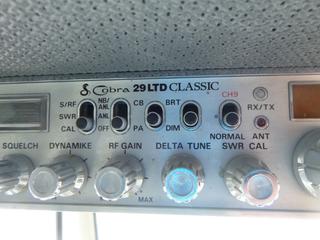 Cobra 29 LTD CLASSIC
S/RF NB/ANL CB BRT CH9 RX/TX
SWR ANL
CAL OFF PA DIM NORMAL ANT
SQUELCH DYNAMIKE RF GAIN DELTA TUNE SWR CAL
MAX